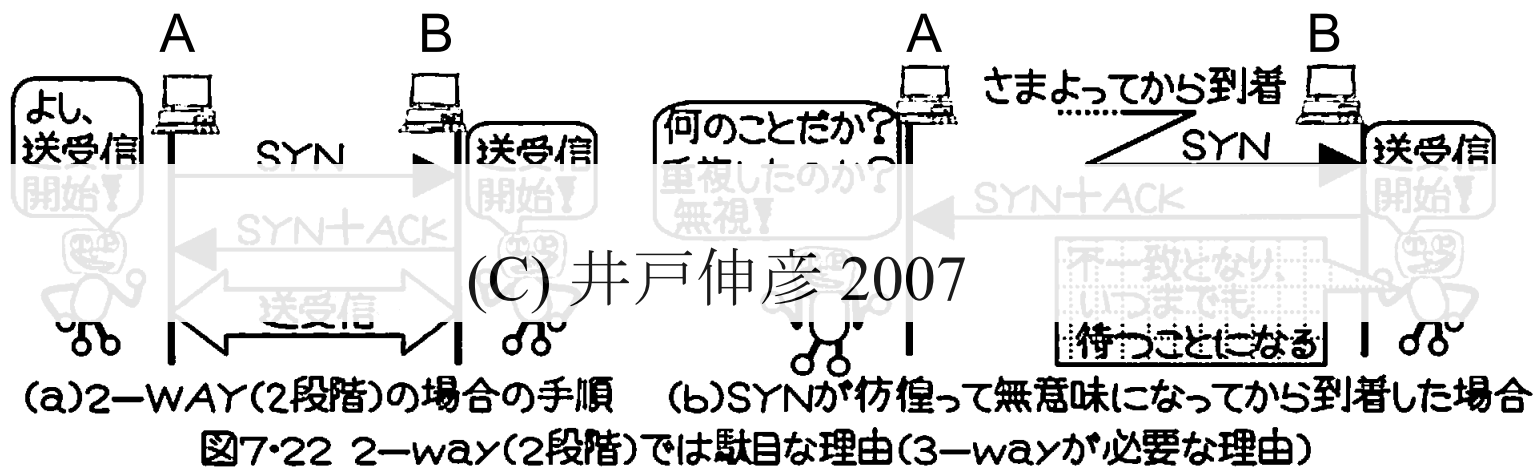 A
B
よし、
送受信
開始!
SYN
SYN+ACK
送受信
送受信
開始!
(a)2-WAY(2段階)の場合の手順
A
B
さまよってから到着
何のことだか?
重複したのか?
無視!
SYN
SYN+ACK
送受信
開始!
不一致となり、
いつまでも
待つことになる
(b)SYNが彷徨って無意味になってから到着した場合
(C) 井戸伸彦 2007
図7・22 2-way(2段階)では駄目な理由(3-wayが必要な理由)